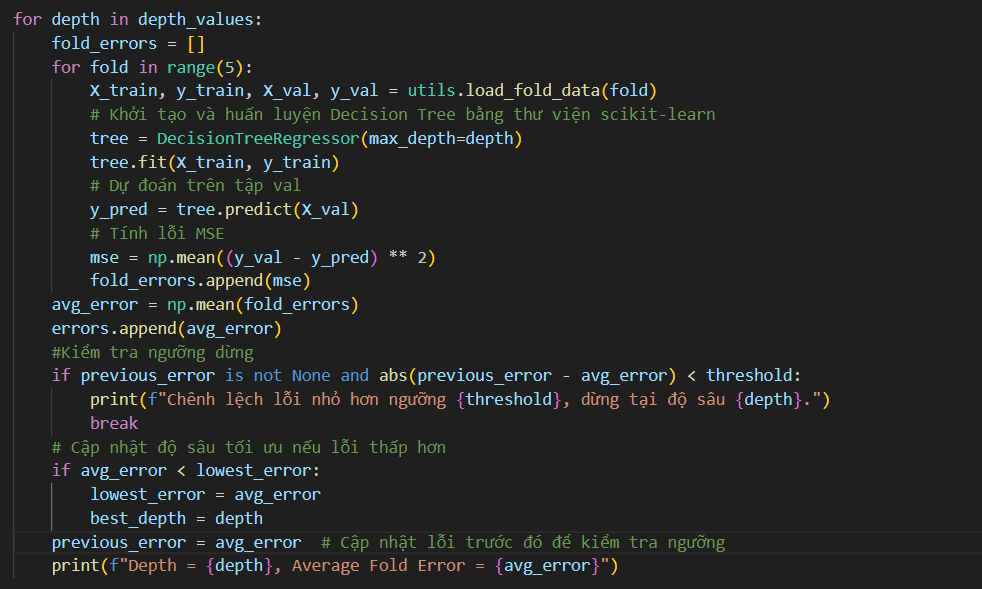 for depth in depth_values:
    fold_errors = []
    for fold in range(5):
        X_train, y_train, X_val, y_val = utils.load_fold_data(fold)
        # Khởi tạo và huấn luyện Decision Tree bằng thư viện scikit-learn
        tree = DecisionTreeRegressor(max_depth=depth)
        tree.fit(X_train, y_train)
        # Dự đoán trên tập val
        y_pred = tree.predict(X_val)
        # Tính lỗi MSE
        mse = np.mean((y_val - y_pred) ** 2)
        fold_errors.append(mse)
    avg_error = np.mean(fold_errors)
    errors.append(avg_error)
    #Kiểm tra ngưỡng dừng
    if previous_error is not None and abs(previous_error - avg_error) < threshold:
        print(f"Chênh lệch lỗi nhỏ hơn ngưỡng {threshold}, dừng tại độ sâu {depth}.")
        break
    # Cập nhật độ sâu tối ưu nếu lỗi thấp hơn
    if avg_error < lowest_error:
        lowest_error = avg_error
        best_depth = depth
    previous_error = avg_error  # Cập nhật lỗi trước đó để kiểm tra ngưỡng
    print(f"Depth = {depth}, Average Fold Error = {avg_error}")